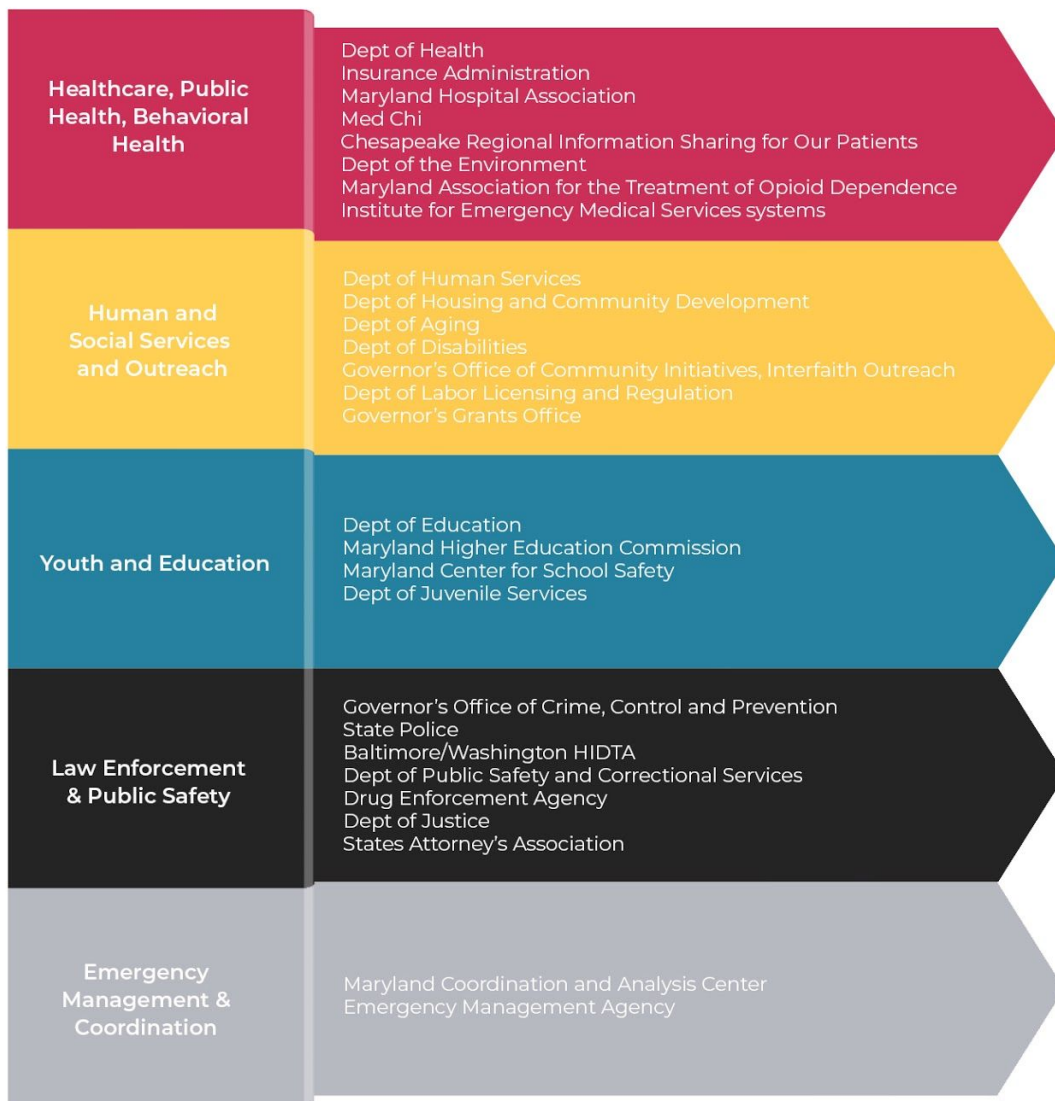 Healthcare, Public
Health, Behavioral
Health
Dept of Health
Insurance Administration
Maryland Hospital Association
Med Chi
Chesapeake Regional Information Sharing for Our Patients
Dept of the Environment
Maryland Association for the Treatment of Opioid Dependence
Institute for Emergency Medical Services systems
Human and
Social Services
and Outreach
Dept of Human Services
Dept of Housing and Community Development
Dept of Aging
Dept of Disabilities
Governor's Office of Community Initiatives, Interfaith Outreach
Dept of Labor Licensing and Regulation
Governor's Grants Office
Youth and Education
Dept of Education
Maryland Higher Education Commission
Maryland Center for School Safety
Dept of Juvenile Services
Law Enforcement
& Public Safety
Governor's Office of Crime, Control and Prevention
State Police
Baltimore/Washington HIDTA
Dept of Public Safety and Correctional Services
Drug Enforcement Agency
Dept of Justice
States Attorney's Association
Emergency
Management &
Coordination
Maryland Coordination and Analysis Center
Emergency Management Agency